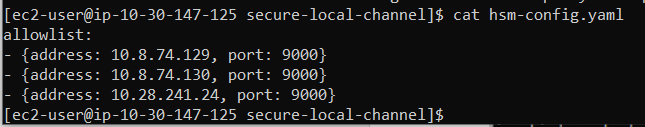 [ec2-user@ip-10-30-147-125 secure-local-channel]$ cat hsm-config.yaml
allowlist:
- {address: 10.8.74.129, port: 9000}
- {address: 10.8.74.130, port: 9000}
- {address: 10.28.241.24, port: 9000}
[ec2-user@ip-10-30-147-125 secure-local-channel]$